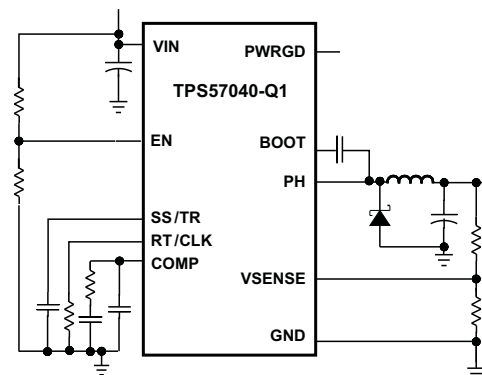 VIN
PWRGD
TPS57040-Q1
EN
BOOT
PH
SS/TR
RT/CLK
COMP
VSENSE
GND